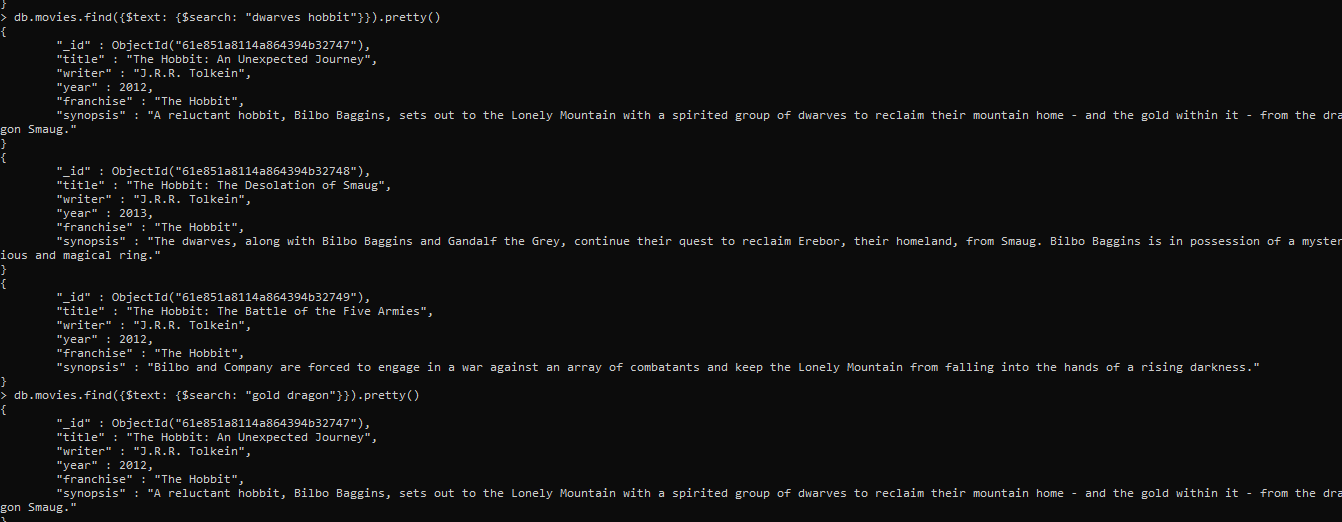 }
> db.movies.find({$text: {$search: "dwarves hobbit"}}).pretty()
{
        "_id" : ObjectId("61e851a8114a864394b32747"),
        "title" : "The Hobbit: An Unexpected Journey",
        "writer" : "J.R.R. Tolkein",
        "year" : 2012,
        "franchise" : "The Hobbit",
        "synopsis" : "A reluctant hobbit, Bilbo Baggins, sets out to the Lonely Mountain with a spirited group of dwarves to reclaim their mountain home - and the gold within it - from the dra
gon Smaug."
}
{
        "_id" : ObjectId("61e851a8114a864394b32748"),
        "title" : "The Hobbit: The Desolation of Smaug",
        "writer" : "J.R.R. Tolkein",
        "year" : 2013,
        "franchise" : "The Hobbit",
        "synopsis" : "The dwarves, along with Bilbo Baggins and Gandalf the Grey, continue their quest to reclaim Erebor, their homeland, from Smaug. Bilbo Baggins is in possession of a myster
ious and magical ring."
}
{
        "_id" : ObjectId("61e851a8114a864394b32749"),
        "title" : "The Hobbit: The Battle of the Five Armies",
        "writer" : "J.R.R. Tolkein",
        "year" : 2012,
        "franchise" : "The Hobbit",
        "synopsis" : "Bilbo and Company are forced to engage in a war against an array of combatants and keep the Lonely Mountain from falling into the hands of a rising darkness."
}
> db.movies.find({$text: {$search: "gold dragon"}}).pretty()
{
        "_id" : ObjectId("61e851a8114a864394b32747"),
        "title" : "The Hobbit: An Unexpected Journey",
        "writer" : "J.R.R. Tolkein",
        "year" : 2012,
        "franchise" : "The Hobbit",
        "synopsis" : "A reluctant hobbit, Bilbo Baggins, sets out to the Lonely Mountain with a spirited group of dwarves to reclaim their mountain home - and the gold within it - from the dra
gon Smaug."
}